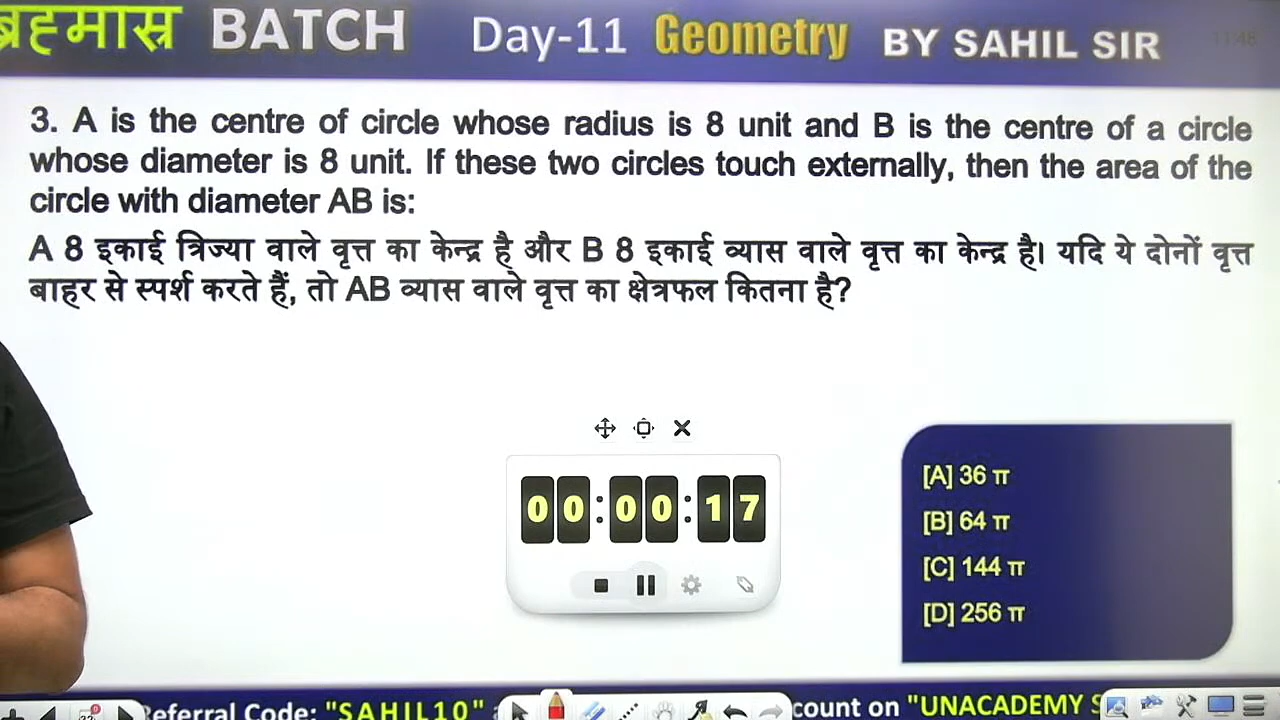 ब्रह्मास्त्र BATCH Day-11 Geometry BY SAHIL SIR 11:46
3. A is the centre of circle whose radius is 8 unit and B is the centre of a circle
whose diameter is 8 unit. If these two circles touch externally, then the area of the
circle with diameter AB is:
A 8 इकाई त्रिज्या वाले वृत्त का केन्द्र है और B 8 इकाई व्यास वाले वृत्त का केन्द्र है। यदि ये दोनों वृत्त
बाहर से स्पर्श करते हैं, तो AB व्यास वाले वृत्त का क्षेत्रफल कितना है?
00:00:17
[A] 36 π
[B] 64 π
[C] 144 π
[D] 256 π
eferral Code: "SAHIL10" count on "UNACADEMY S